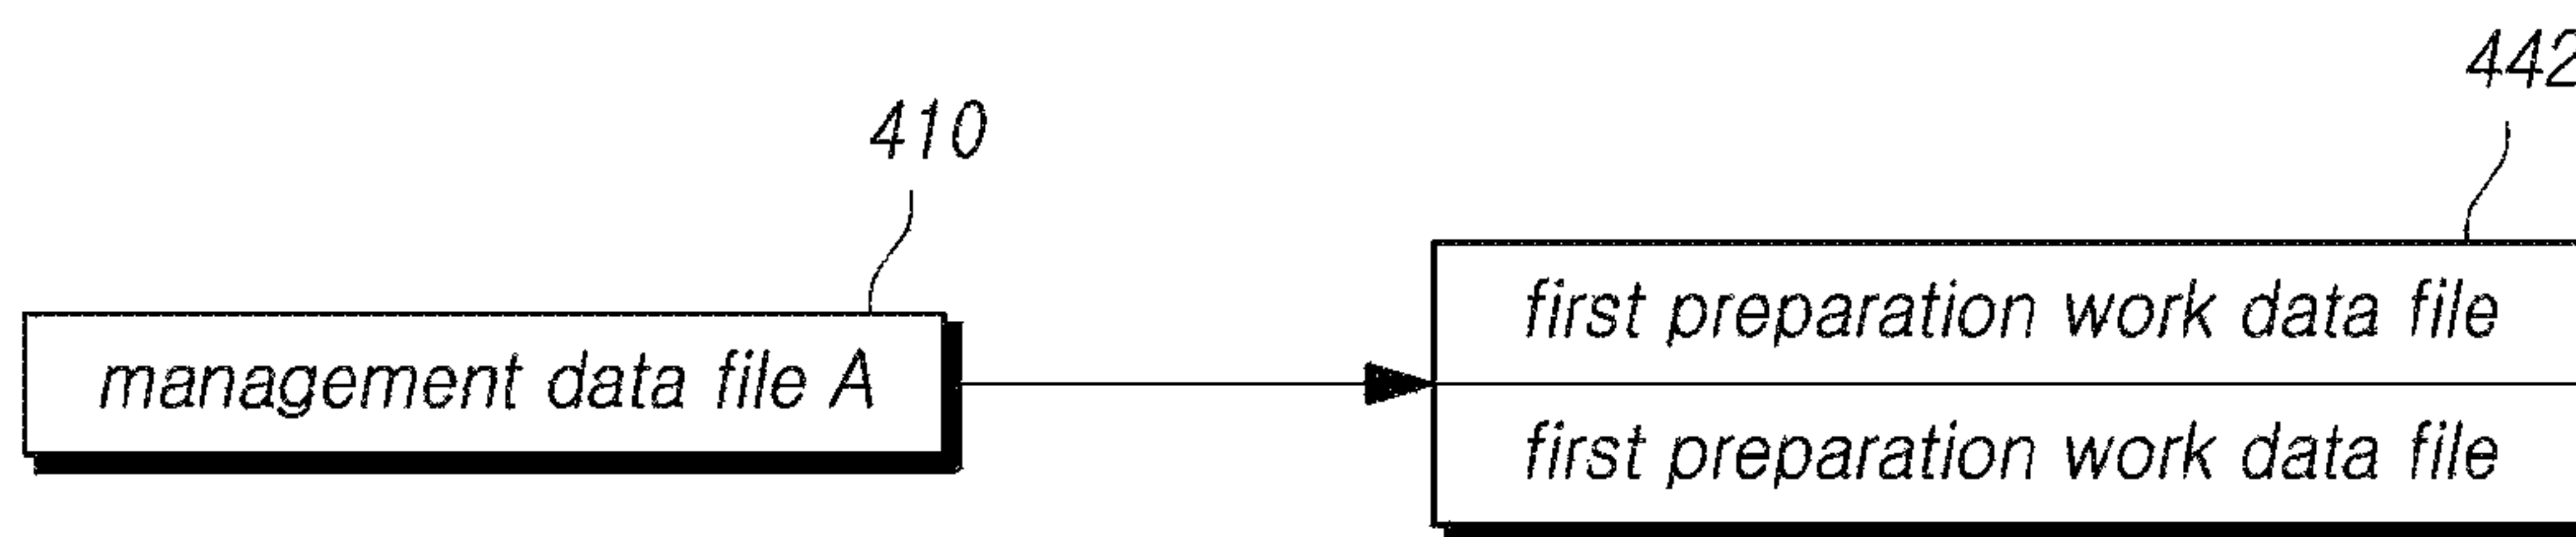 442
410
first preparation work data file
management data file A
first preparation work data file